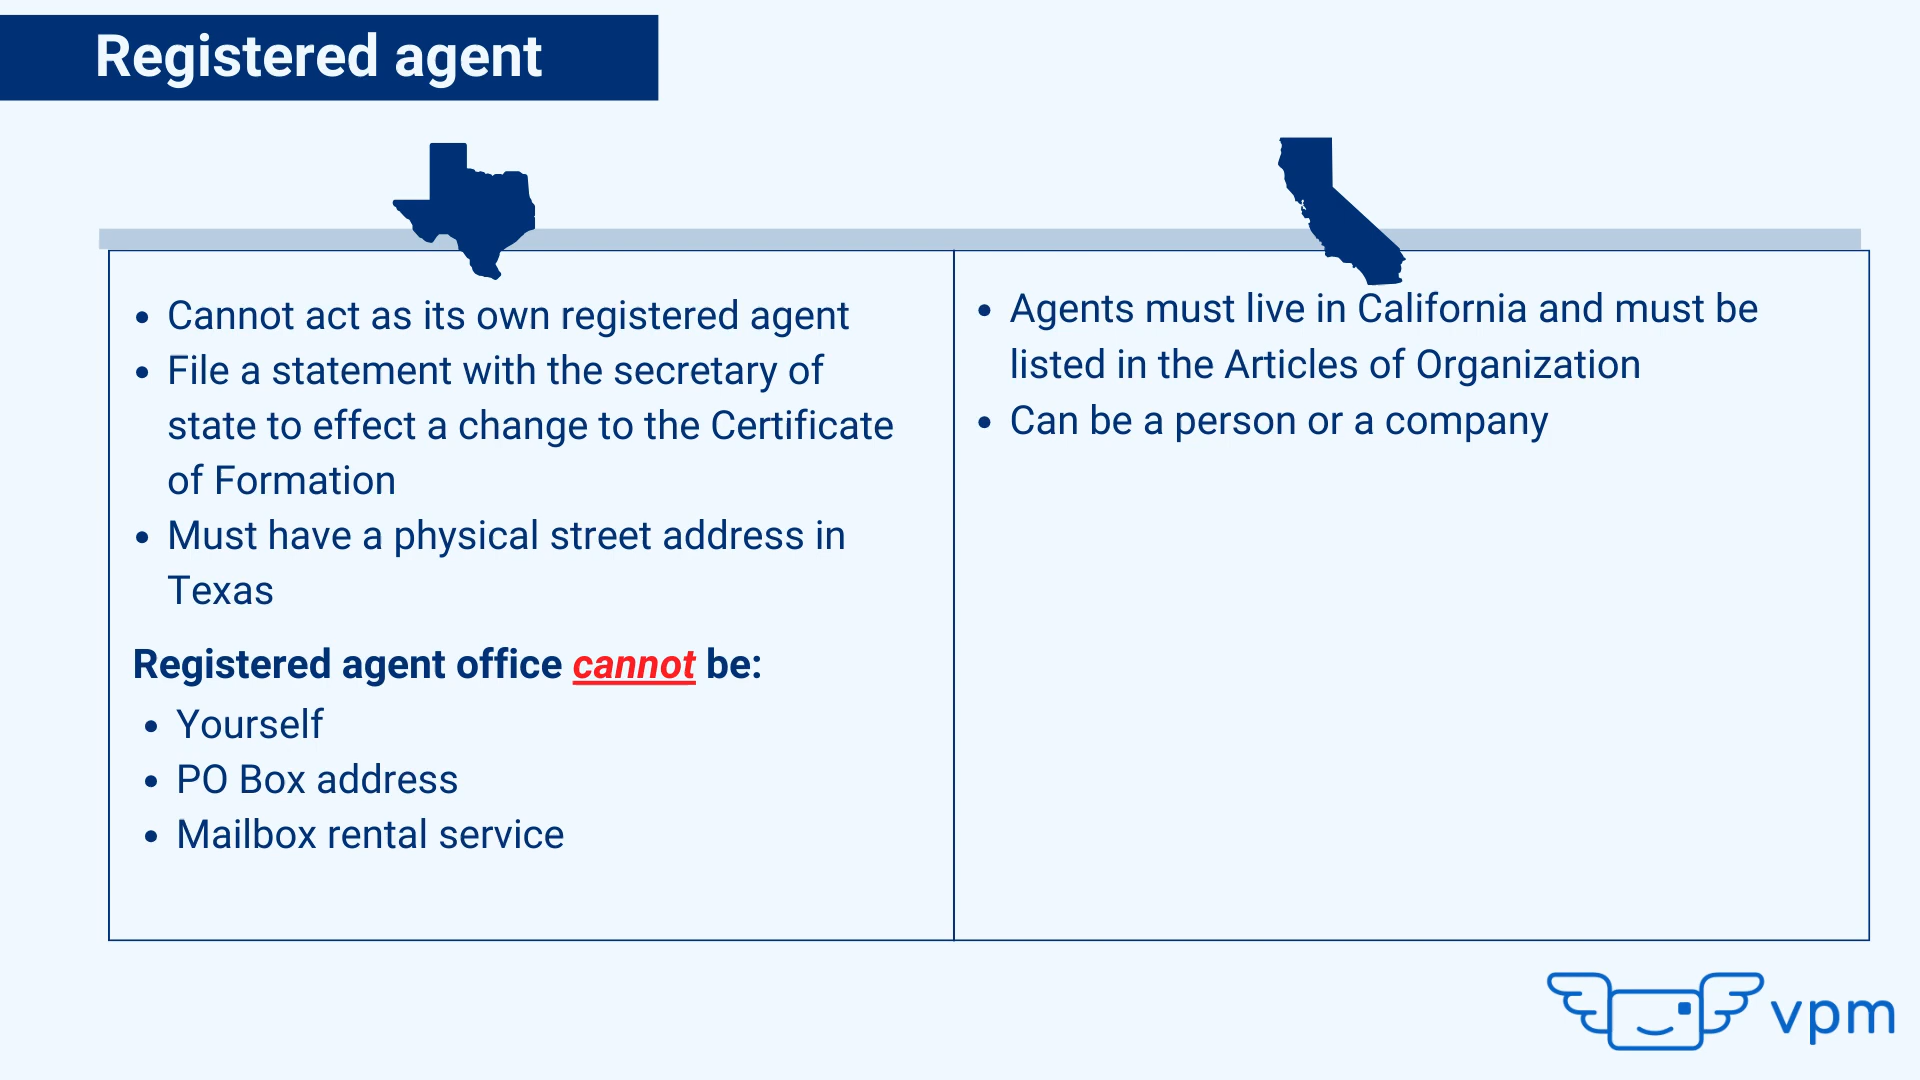 Registered agent
• Cannot act as its own registered agent
• File a statement with the secretary of
state to effect a change to the Certificate
of Formation
• Must have a physical street address in
Texas
Registered agent office cannot be:
• Yourself
• PO Box address
• Mailbox rental service
• Agents must live in California and must be
listed in the Articles of Organization
• Can be a person or a company
vpm